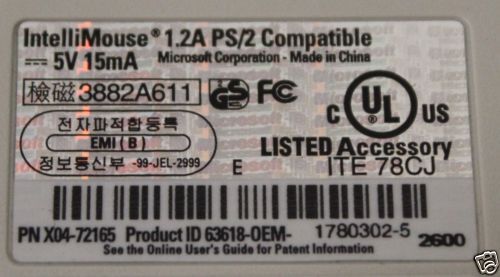 IntelliMouse® 1.2A PS/2 Compatible
5V 15mA Microsoft Corporation - Made in China
檢磁 3882A611 GS FC
C UL® US
전자파적합등록
EMI (B)
정보통신부 -99-JEL-2999
LISTED Accessory
E ITE 78CJ
PN X04-72165 Product ID 63618-OEM- 1780302-5
See the Online User's Guide for Patent Information 2600